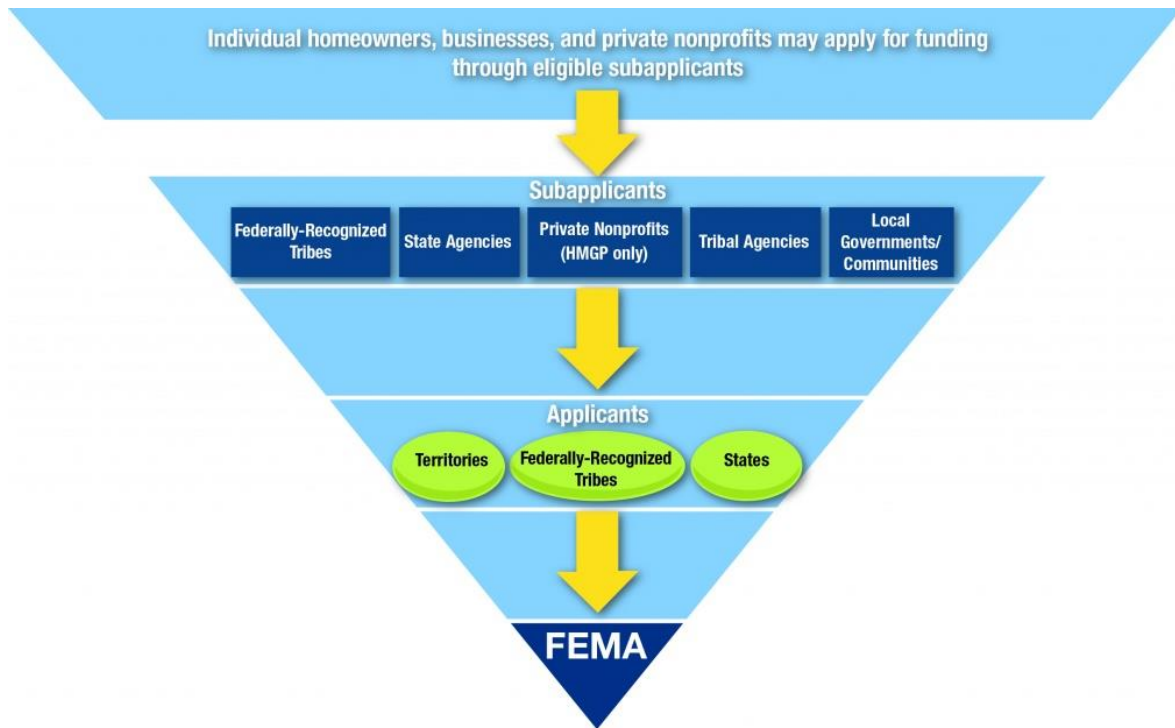 Individual homeowners, businesses, and private nonprofits may apply for funding
through eligible subapplicants
Subapplicants
Federally-Recognized
Tribes
State Agencies
Private Nonprofits
(HMGP only)
Tribal Agencies
Local
Governments/
Communities
Applicants
Territories
Federally-Recognized
Tribes
States
FEMA